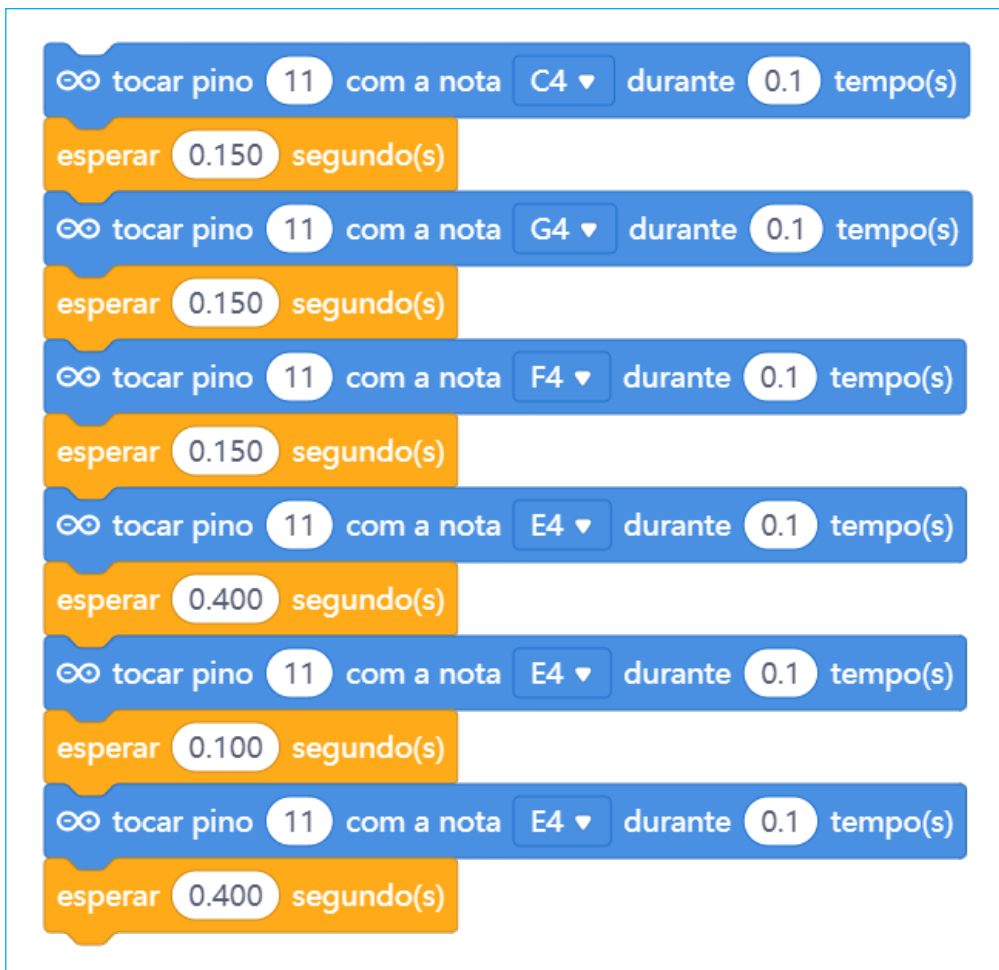 tocar pino 11 com a nota C4 durante 0.1 tempo(s)
esperar 0.150 segundo(s)
tocar pino 11 com a nota G4 durante 0.1 tempo(s)
esperar 0.150 segundo(s)
tocar pino 11 com a nota F4 durante 0.1 tempo(s)
esperar 0.150 segundo(s)
tocar pino 11 com a nota E4 durante 0.1 tempo(s)
esperar 0.400 segundo(s)
tocar pino 11 com a nota E4 durante 0.1 tempo(s)
esperar 0.100 segundo(s)
tocar pino 11 com a nota E4 durante 0.1 tempo(s)
esperar 0.400 segundo(s)